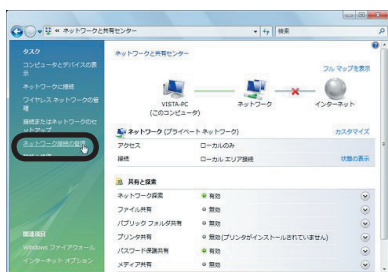 ネットワークと共有センター
検索
タスク
コンピュータとデバイスの表
示
ネットワークに接続
ワイヤレス ネットワークの管
理
接続またはネットワークのセ
ットアップ
ネットワーク接続の管理
関連項目
Windows ファイアウォール
インターネット オプション
ネットワークと共有センター
フル マップを表示
VISTA-PC
(このコンピュータ)
ネットワーク
インターネット
ネットワーク (プライベート ネットワーク)
カスタマイズ
アクセス
ローカルのみ
接続
ローカル エリア接続
状態の表示
共有と探索
ネットワーク探索
有効
ファイル共有
無効
パブリック フォルダ共有
無効
プリンタ共有
無効(プリンタがインストールされていません)
パスワード保護共有
有効
メディア共有
無効